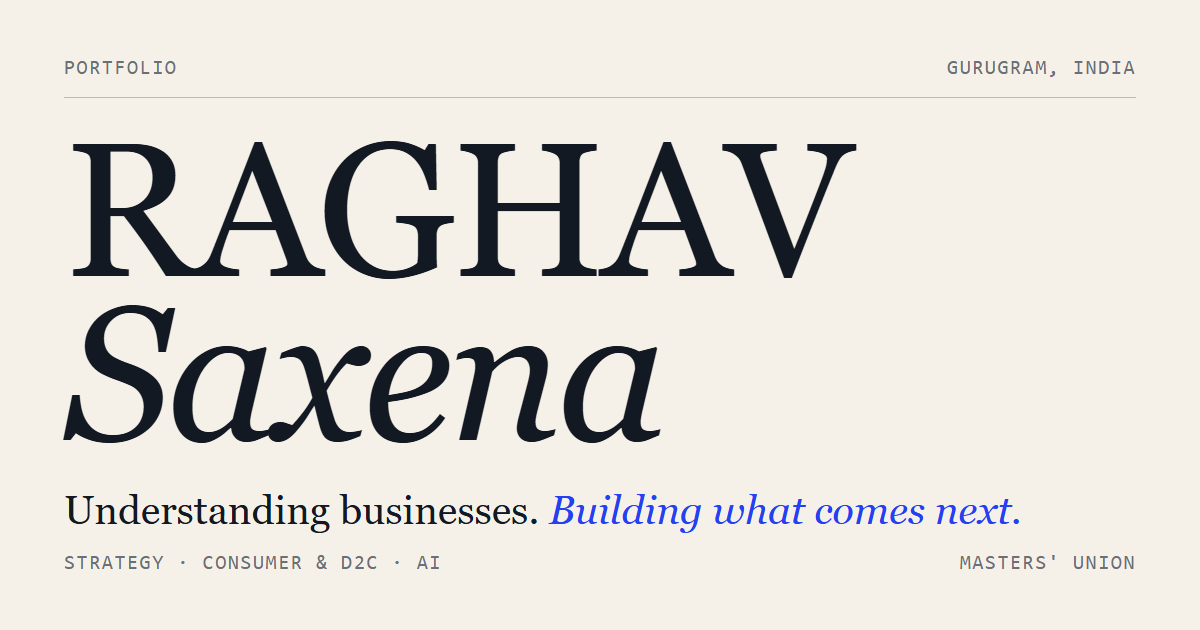 PORTFOLIO
GURUGRAM, INDIA
RAGHAV
Saxena
Understanding businesses. Building what comes next.
STRATEGY · CONSUMER & D2C · AI
MASTERS' UNION